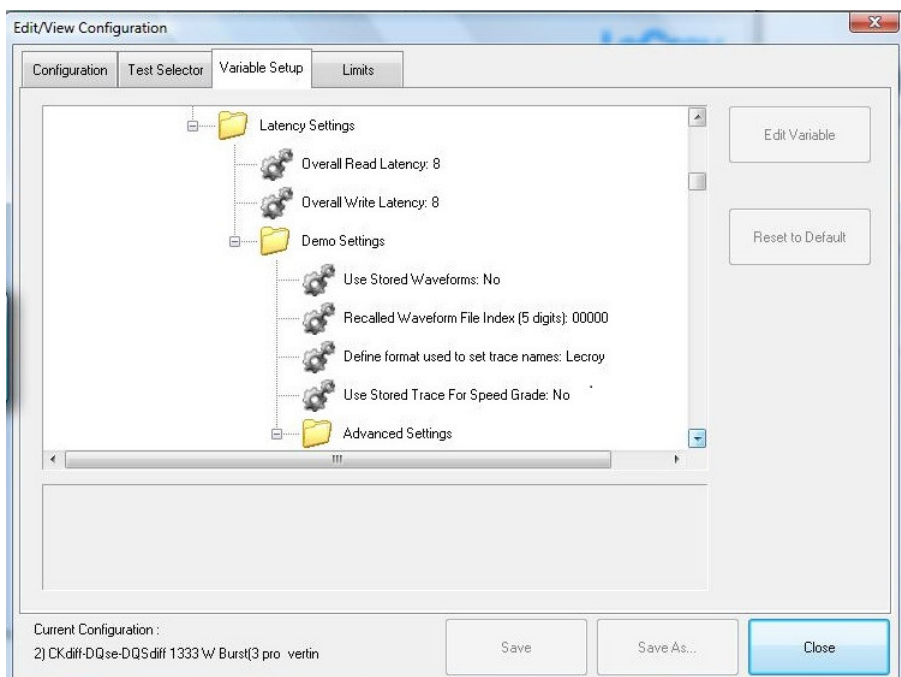 Edit/View Configuration
LeCroy
Configuration Test Selector Variable Setup Limits
Latency Settings
Overall Read Latency: 8
Overall Write Latency: 8
Demo Settings
Use Stored Waveforms: No
Recalled Waveform File Index (5 digits): 00000
Define format used to set trace names: Lecroy
Use Stored Trace For Speed Grade: No
Advanced Settings
Edit Variable
Reset to Default
Current Configuration :
2) CKdiff-DQse-DQSdiff 1333 W Burst(3 pro vertin
Save Save As... Close